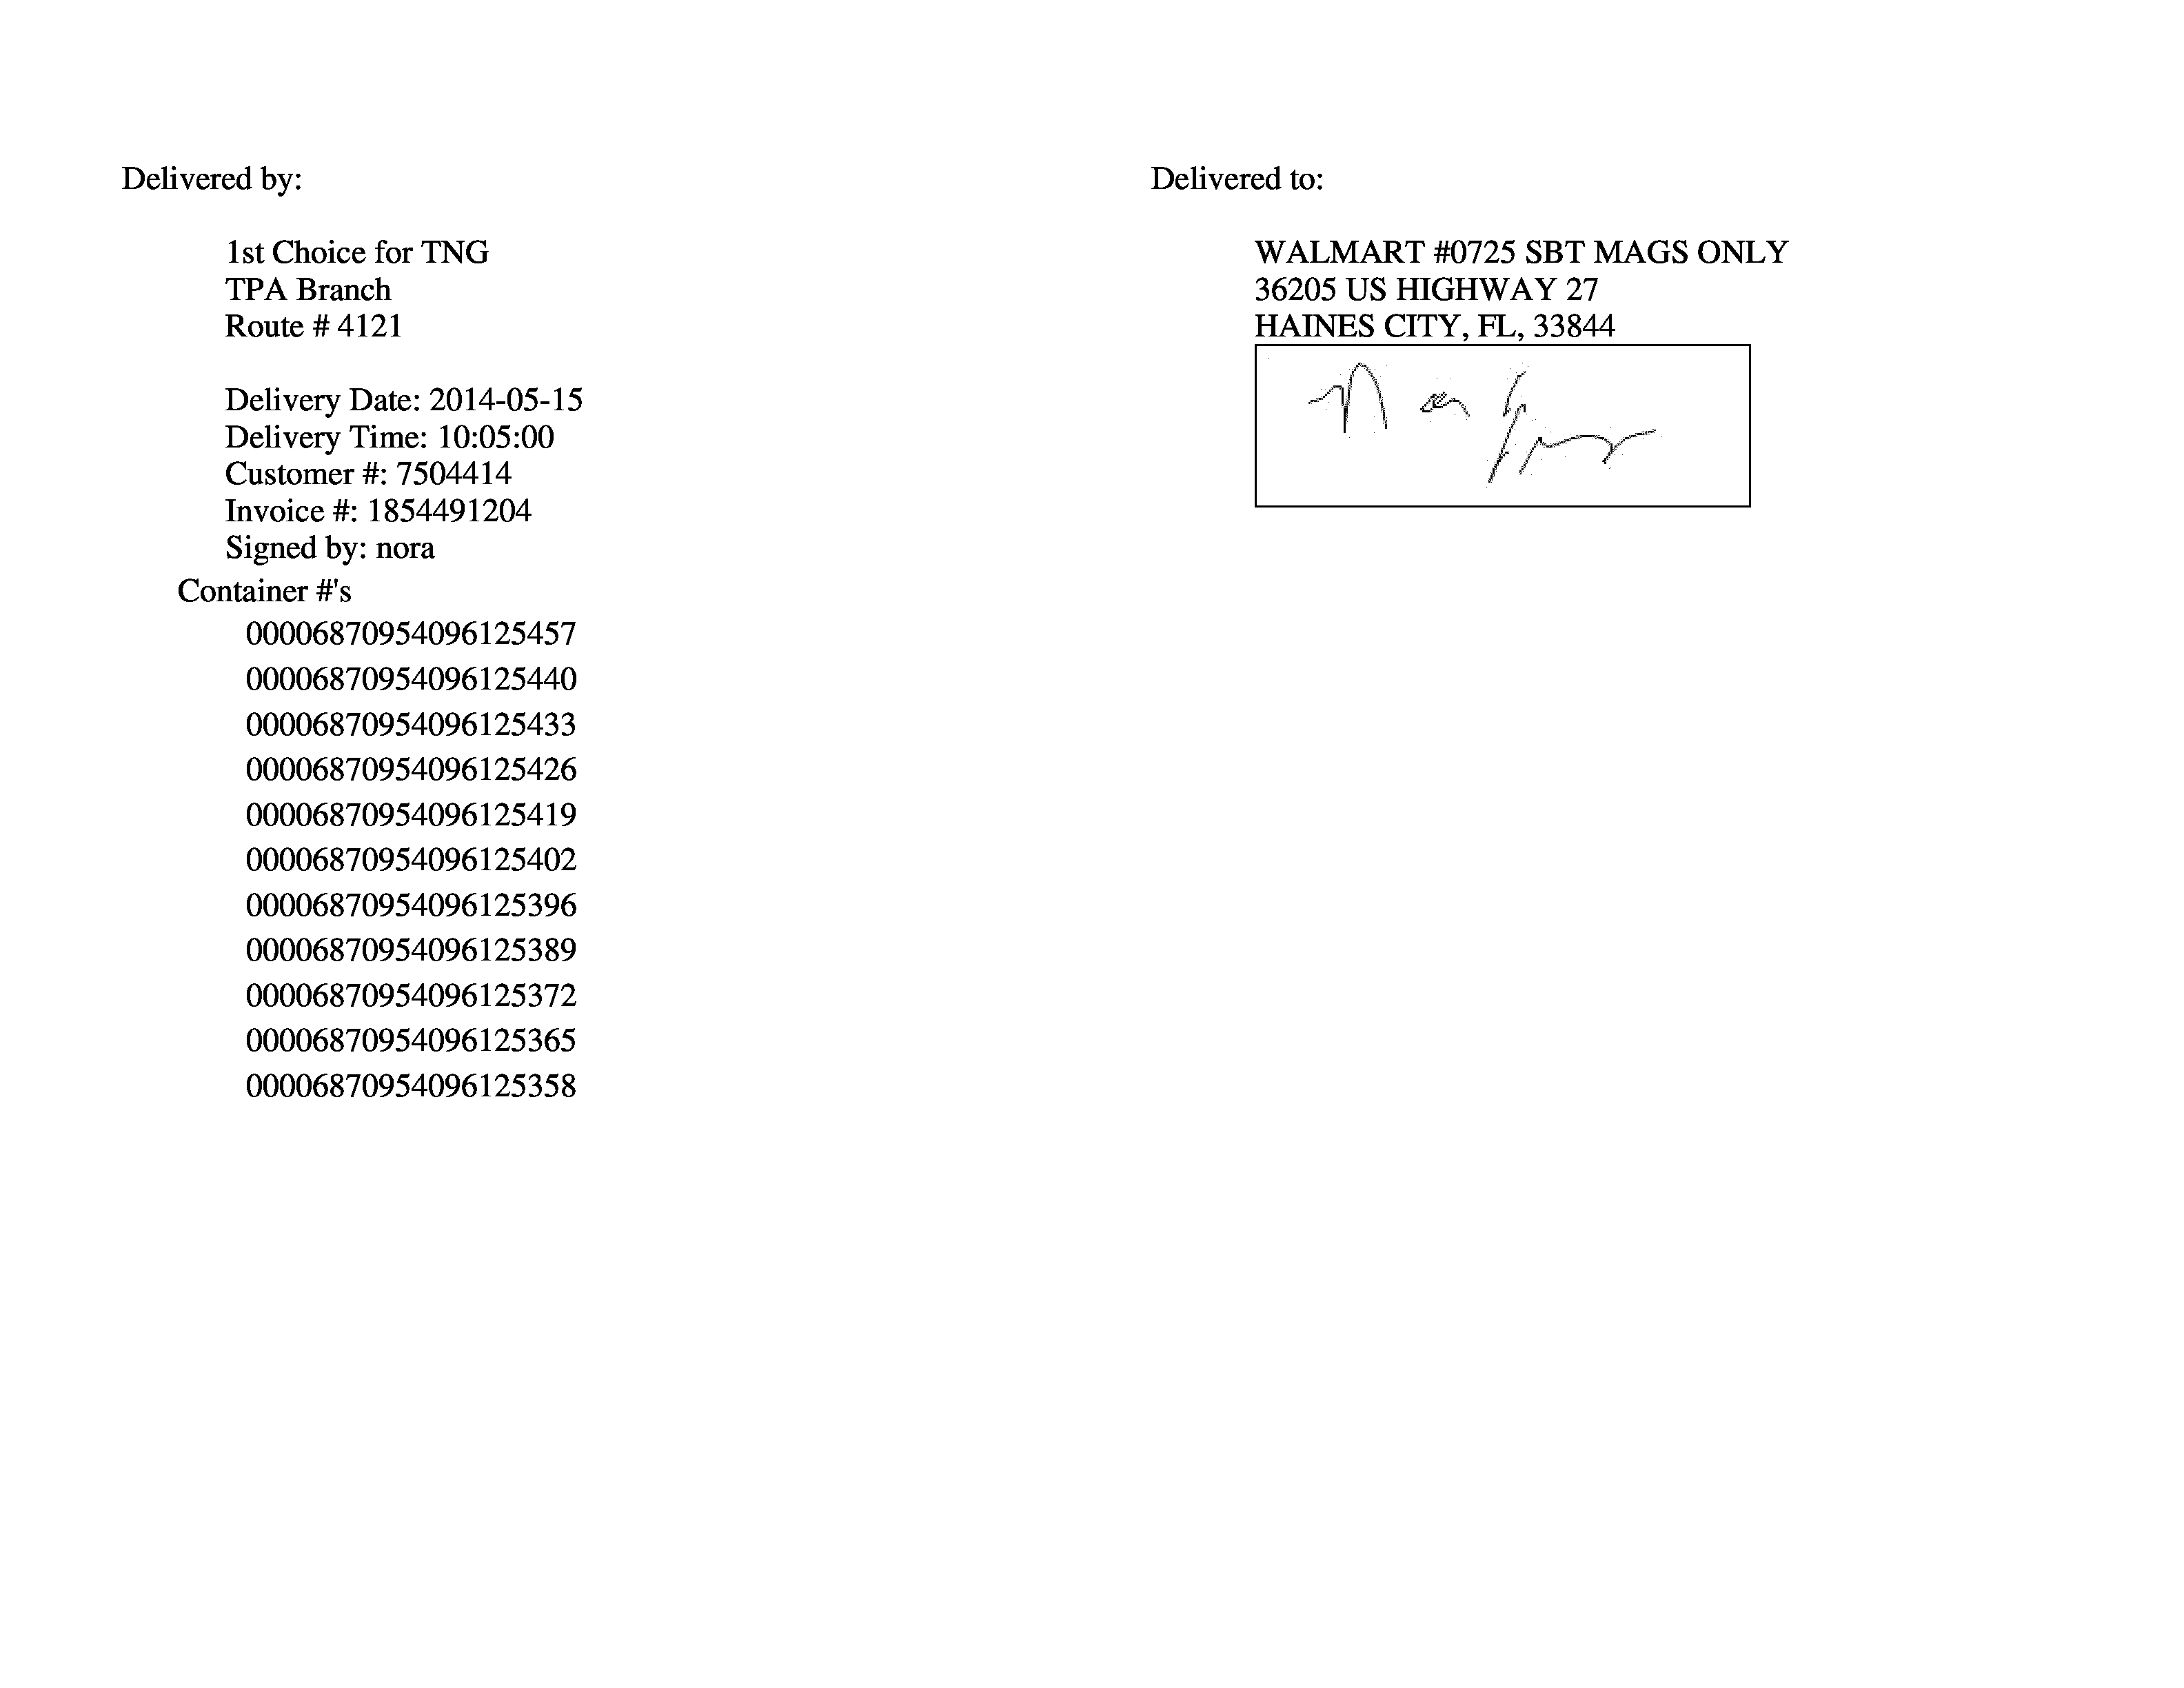 Delivered by:
1st Choice for TNG
TPA Branch
Route # 4121
Delivery Date: 2014-05-15
Delivery Time: 10:05:00
Customer #: 7504414
Invoice #: 1854491204
Signed by: nora
Container #'s
00006870954096125457
00006870954096125440
00006870954096125433
00006870954096125426
00006870954096125419
00006870954096125402
00006870954096125396
00006870954096125389
00006870954096125372
00006870954096125365
00006870954096125358
Delivered to:
WALMART #0725 SBT MAGS ONLY
36205 US HIGHWAY 27
HAINES CITY, FL, 33844